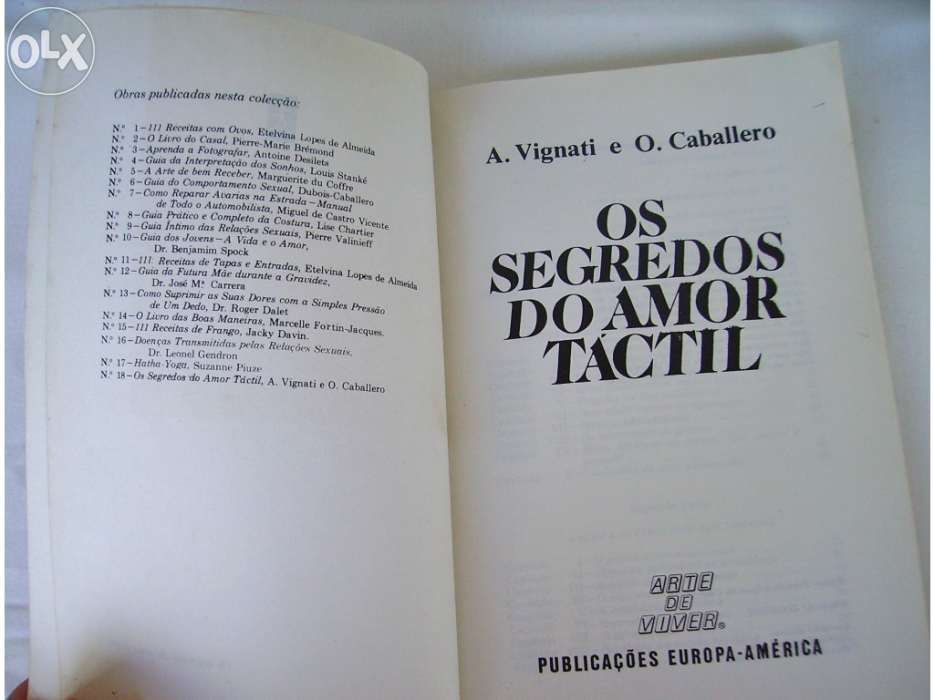 OLX
Obras publicadas nesta colecção:
N.º 1—111 Receitas com Ovos, Etelvina Lopes de Almeida
N.º 2—O Livro do Casal, Pierre-Marie Brémond
N.º 3—Aprenda a Fotografar, Antoine Desilets
N.º 4—Guia da Interpretação dos Sonhos, Louis Stanké
N.º 5—A Arte de bem Receber, Marguerite du Coffre
N.º 6—Guia do Comportamento Sexual, Dubois-Caballero
N.º 7—Como Reparar Avarias na Estrada—Manual
de Todo o Automobilista, Miguel de Castro Vicente
N.º 8—Guia Prático e Completo da Costura, Lise Chartier
N.º 9—Guia Íntimo das Relações Sexuais, Pierre Valinieff
N.º 10—Guia dos Jovens—A Vida e o Amor,
Dr. Benjamim Spock
N.º 11—111 Receitas de Tapas e Entradas, Etelvina Lopes de Almeida
N.º 12—Guia da Futura Mãe durante a Gravidez,
Dr. José M.ª Carrera
N.º 13—Como Suprimir as Suas Dores com a Simples Pressão
de Um Dedo, Dr. Roger Dalet
N.º 14—O Livro das Boas Maneiras, Marcelle Fortin-Jacques.
N.º 15—111 Receitas de Frango, Jacky Davin.
N.º 16—Doenças Transmitidas pelas Relações Sexuais,
Dr. Leonel Gendron
N.º 17—Hatha-Yoga, Suzanne Piuze
N.º 18—Os Segredos do Amor Táctil, A. Vignati e O. Caballero
A. Vignati e O. Caballero
OS
SEGREDOS
DO AMOR
TÁCTIL
ARTE
DE
VIVER®
PUBLICAÇÕES EUROPA-AMÉRICA